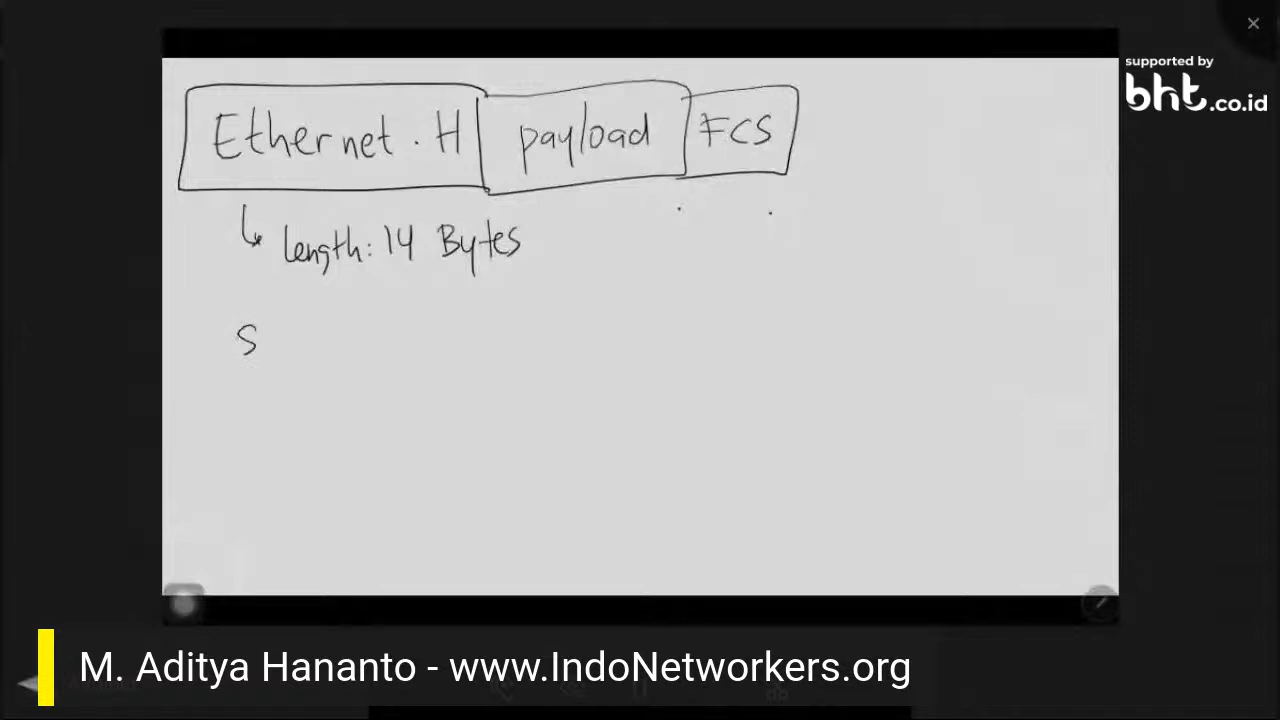 supported by
bht.co.id
Ethernet . H payload FCS
↳ length: 14 Bytes
S
M. Aditya Hananto - www.IndoNetworkers.org